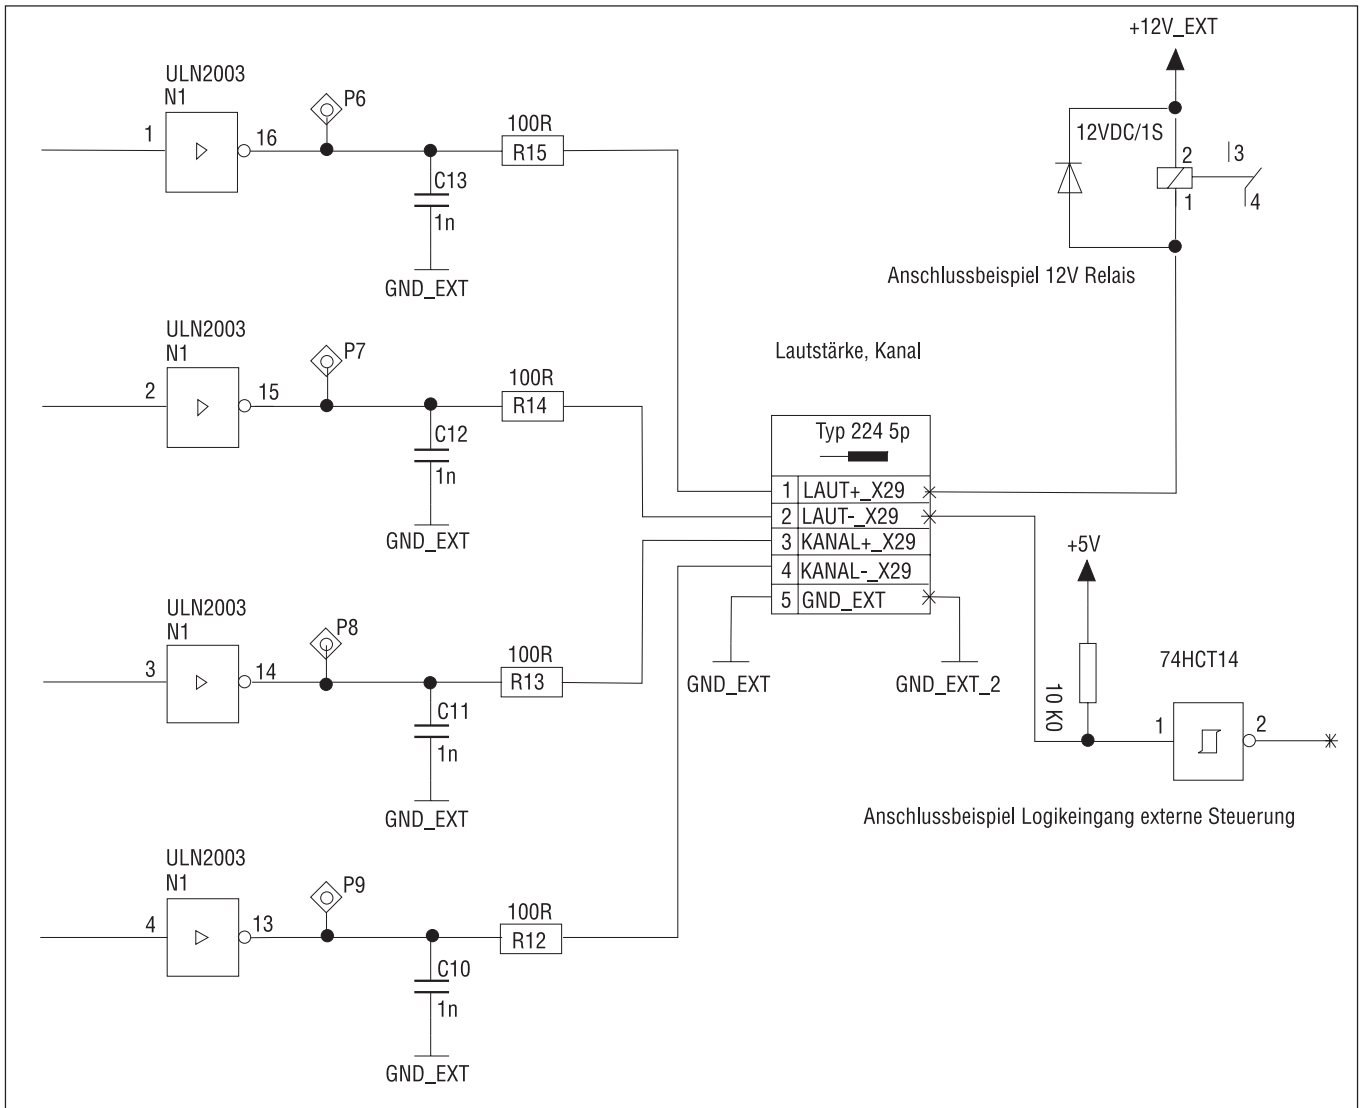 +12V_EXT
ULN2003
N1
1
16
P6
100R
R15
C13
1n
GND_EXT
12VDC/1S
2
1
3
4
Anschlussbeispiel 12V Relais
ULN2003
N1
2
15
P7
100R
R14
C12
1n
GND_EXT
Lautstärke, Kanal
Typ 224 5p
1 LAUT+_X29
2 LAUT-_X29
3 KANAL+_X29
4 KANAL-_X29
5 GND_EXT
GND_EXT
GND_EXT_2
ULN2003
N1
3
14
P8
100R
R13
C11
1n
GND_EXT
+5V
10 K0
74HCT14
1
2
Anschlussbeispiel Logikeingang externe Steuerung
ULN2003
N1
4
13
P9
100R
R12
C10
1n
GND_EXT